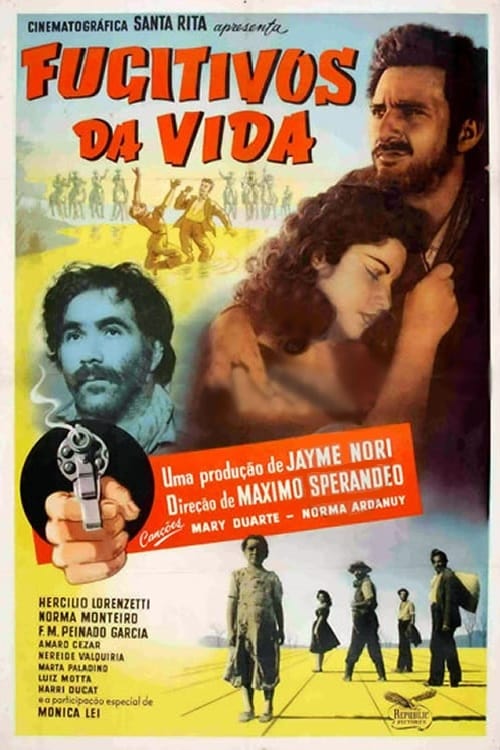 CINEMATOGRÁFICA SANTA RITA apresenta
FUGITIVOS
DA VIDA
Uma produção de JAYME NORI
Direção de MAXIMO SPERANDEO
Canções MARY DUARTE - NORMA ARDANUY
HERCILIO LORENZETTI
NORMA MONTEIRO
F. M. PEINADO GARCIA
AMARO CEZAR
NEREIDE VALQUIRIA
MARTA PALADINO
LUIZ MOTTA
HARRI DUCAT
e a participação especial de
MONICA LEI
REPUBLIC
PICTURES